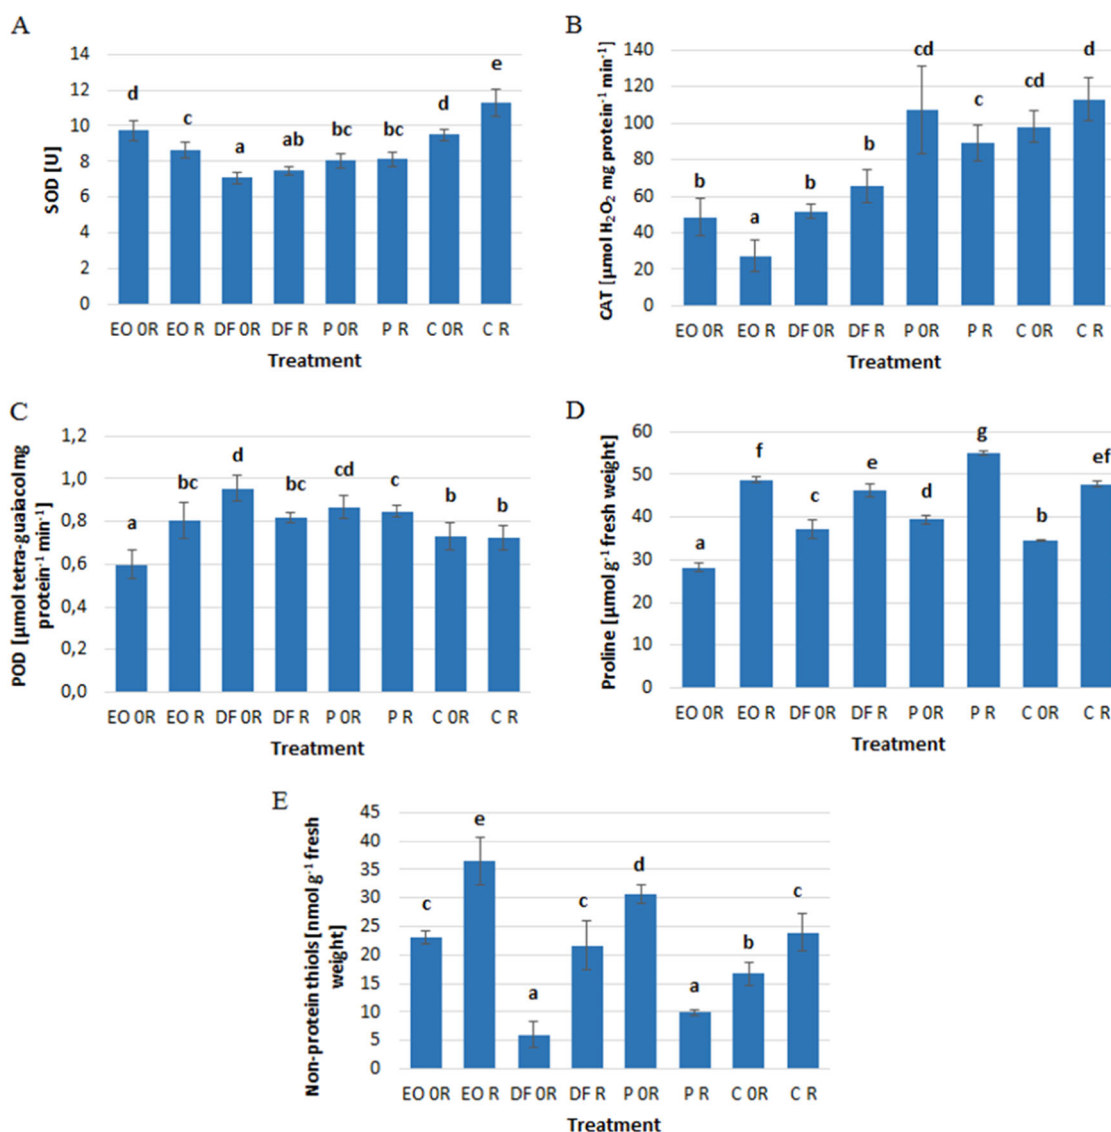 A
SOD [U]
14
12
10
8
6
4
2
0
d
c
a
ab
bc
bc
d
e
EO 0R EO R DF 0R DF R P 0R P R C 0R C R
Treatment
B
CAT [µmol H₂O₂ mg protein⁻¹ min⁻¹]
140
120
100
80
60
40
20
0
b
a
b
b
cd
c
cd
d
EO 0R EO R DF 0R DF R P 0R P R C 0R C R
Treatment
C
POD [µmol tetra-guaiacol mg
protein⁻¹ min⁻¹]
1,2
1,0
0,8
0,6
0,4
0,2
0,0
a
bc
d
bc
cd
c
b
b
EO 0R EO R DF 0R DF R P 0R P R C 0R C R
Treatment
D
Proline [µmol g⁻¹ fresh weight]
60
50
40
30
20
10
0
a
f
c
e
d
g
b
ef
EO 0R EO R DF 0R DF R P 0R P R C 0R C R
Treatment
E
Non-protein thiols [nmol g⁻¹ fresh
weight]
45
40
35
30
25
20
15
10
5
0
c
e
a
c
d
a
b
c
EO 0R EO R DF 0R DF R P 0R P R C 0R C R
Treatment